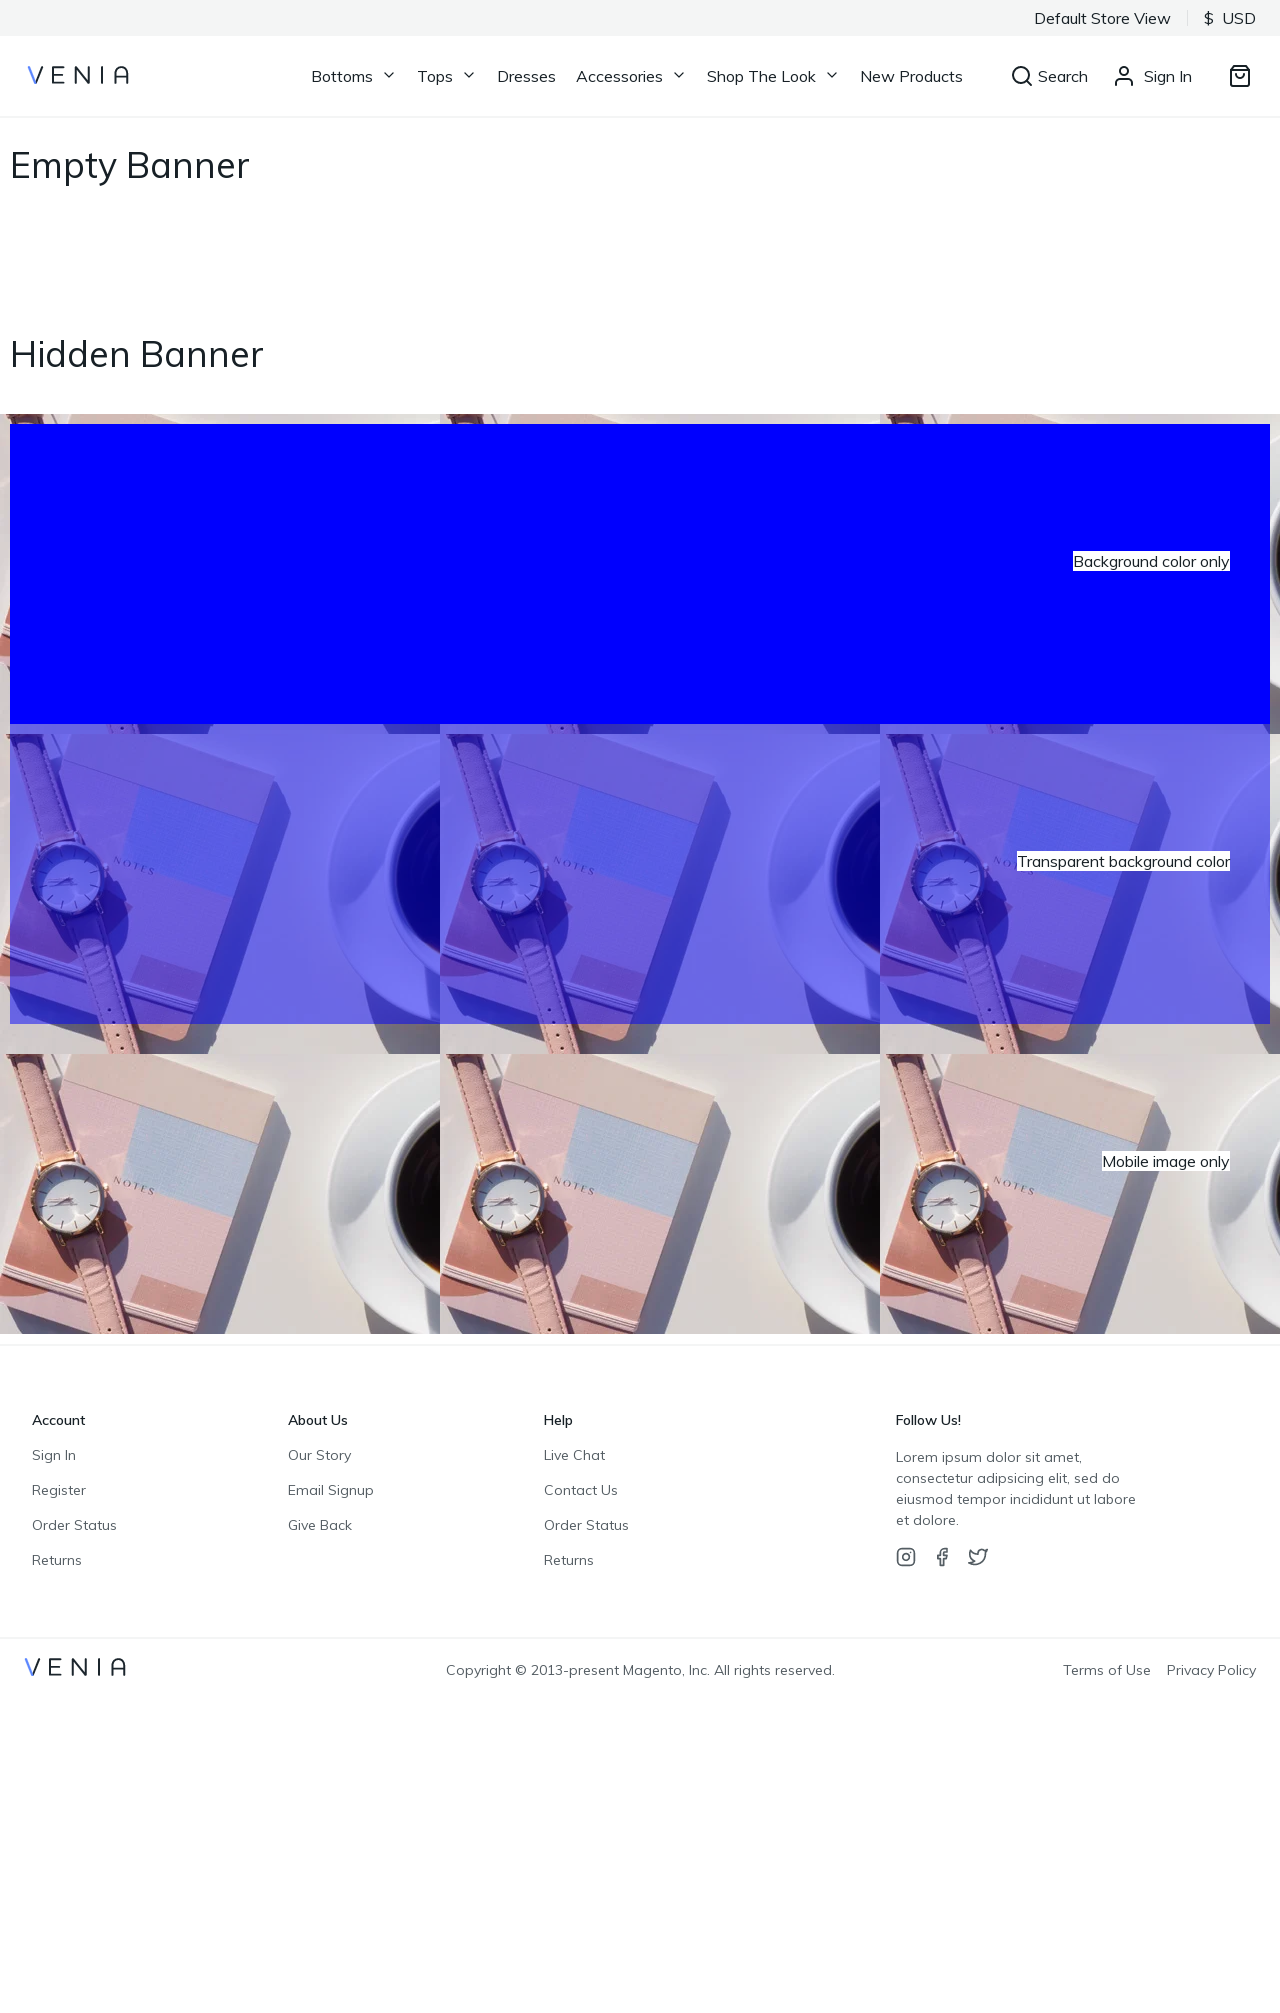 Default Store View
$ USD
VENIA
Bottoms
Tops
Dresses
Accessories
Shop The Look
New Products
Search
Sign In
Empty Banner
Hidden Banner
Background color only
NOTES
NOTES
NOTES
Transparent background color
Mobile image only
NOTES
NOTES
NOTES
Account
Sign In
Register
Order Status
Returns
About Us
Our Story
Email Signup
Give Back
Help
Live Chat
Contact Us
Order Status
Returns
Follow Us!
Lorem ipsum dolor sit amet,
consectetur adipsicing elit, sed do
eiusmod tempor incididunt ut labore
et dolore.
VENIA
Copyright © 2013-present Magento, Inc. All rights reserved.
Terms of Use
Privacy Policy